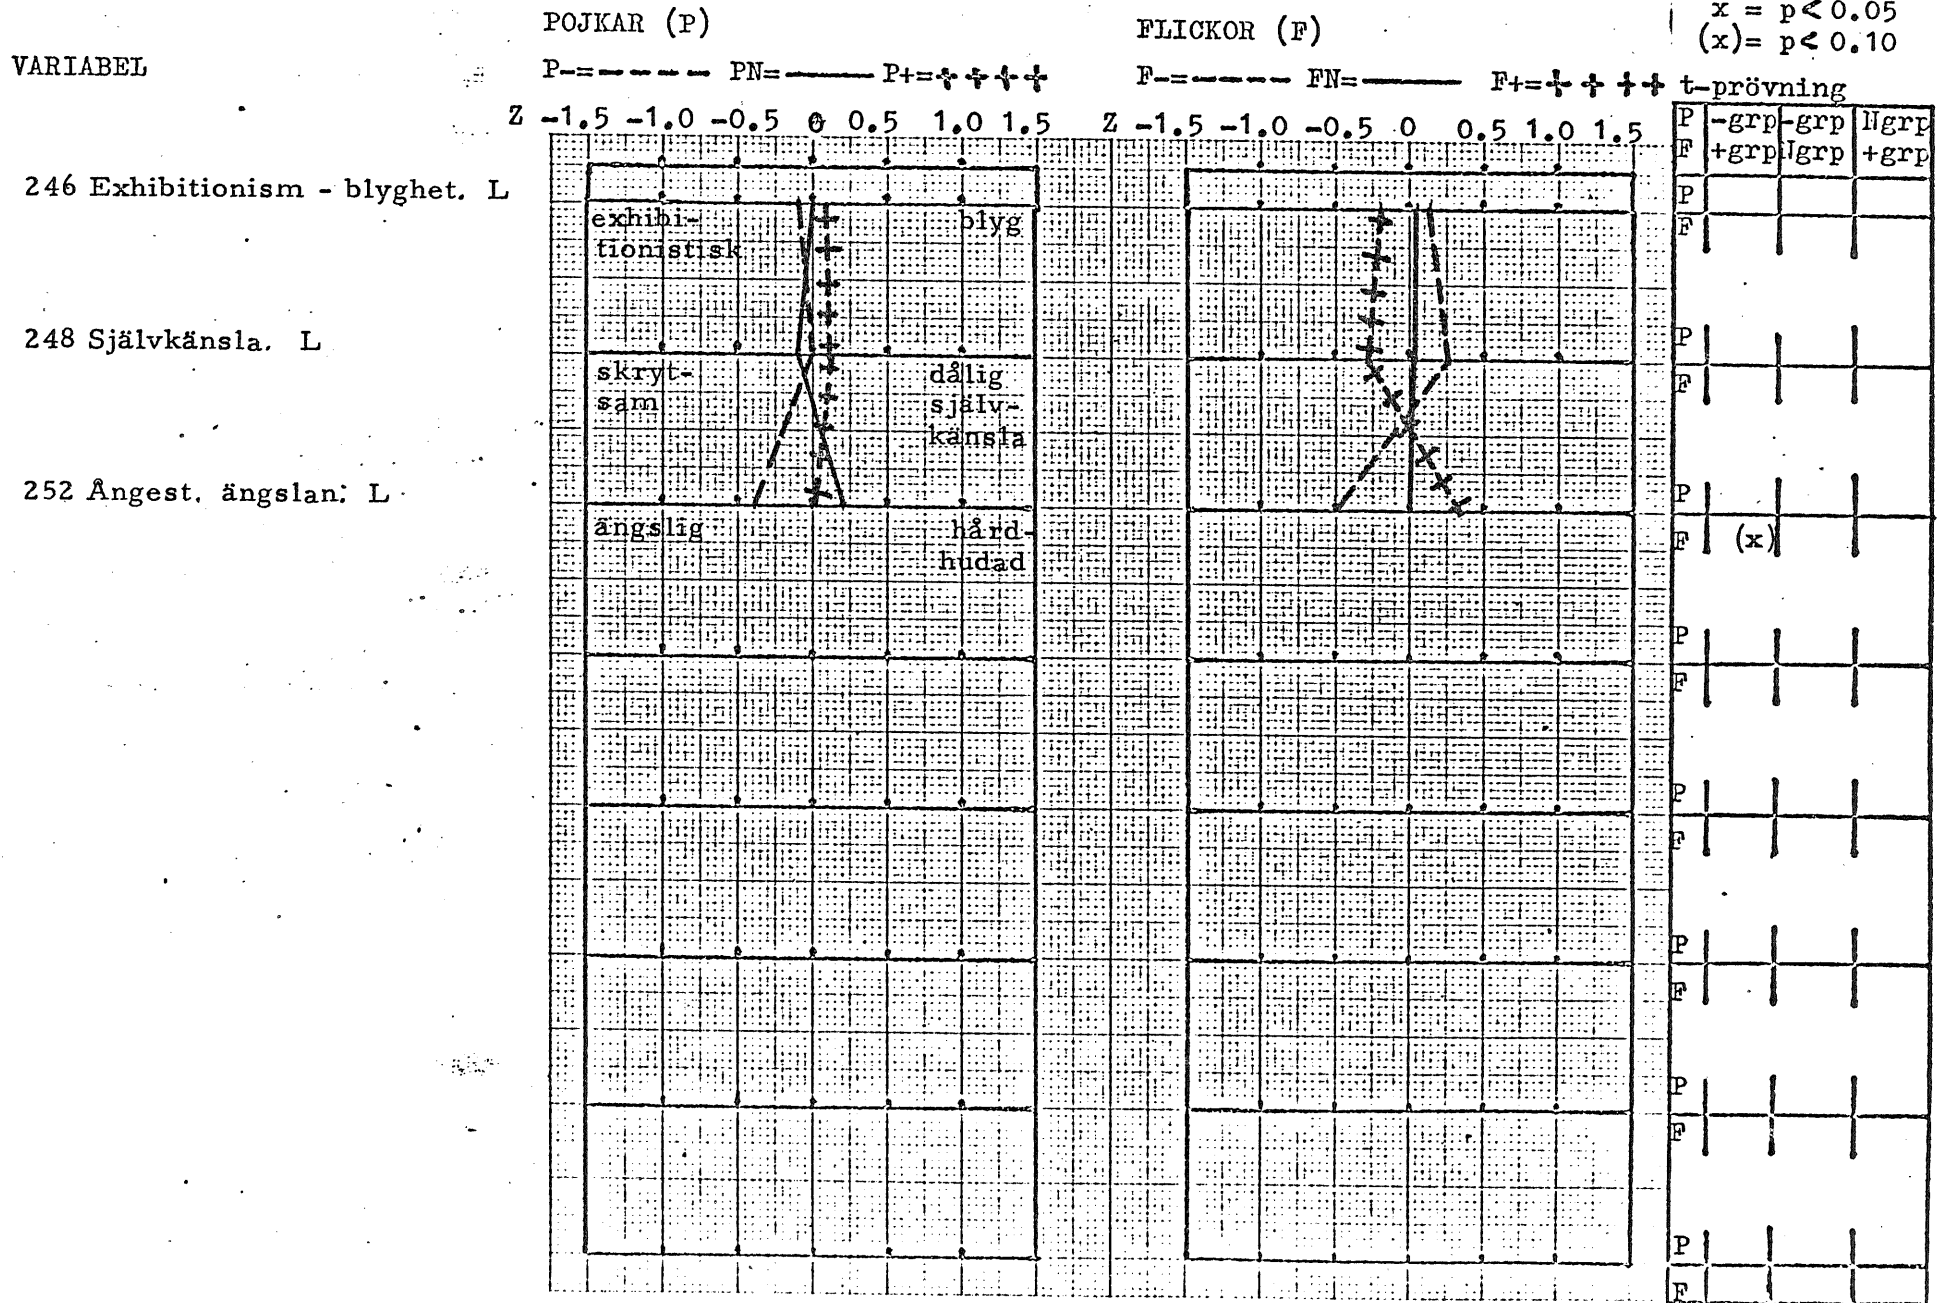 x = p<0.05
(x)= p<0.10
POJKAR (P)
FLICKOR (F)
VARIABEL
P-=---- PN=—— P+=++++
F-=---- FN=—— F+=++++
t-prövning
Z -1.5 -1.0 -0.5 0 0.5 1.0 1.5
Z -1.5 -1.0 -0.5 0 0.5 1.0 1.5
P -grp -grp Ngrp
F +grp Ngrp +grp
246 Exhibitionism - blyghet. L
P
F
exhibi-
tionistisk
blyg
248 Självkänsla. L
P
F
skryt-
sam
dålig
själv-
känsla
252 Ångest. ängslan. L
P
F (x)
ängslig
hård-
hudad
P
F
P
F
P
F
P
F
P
F